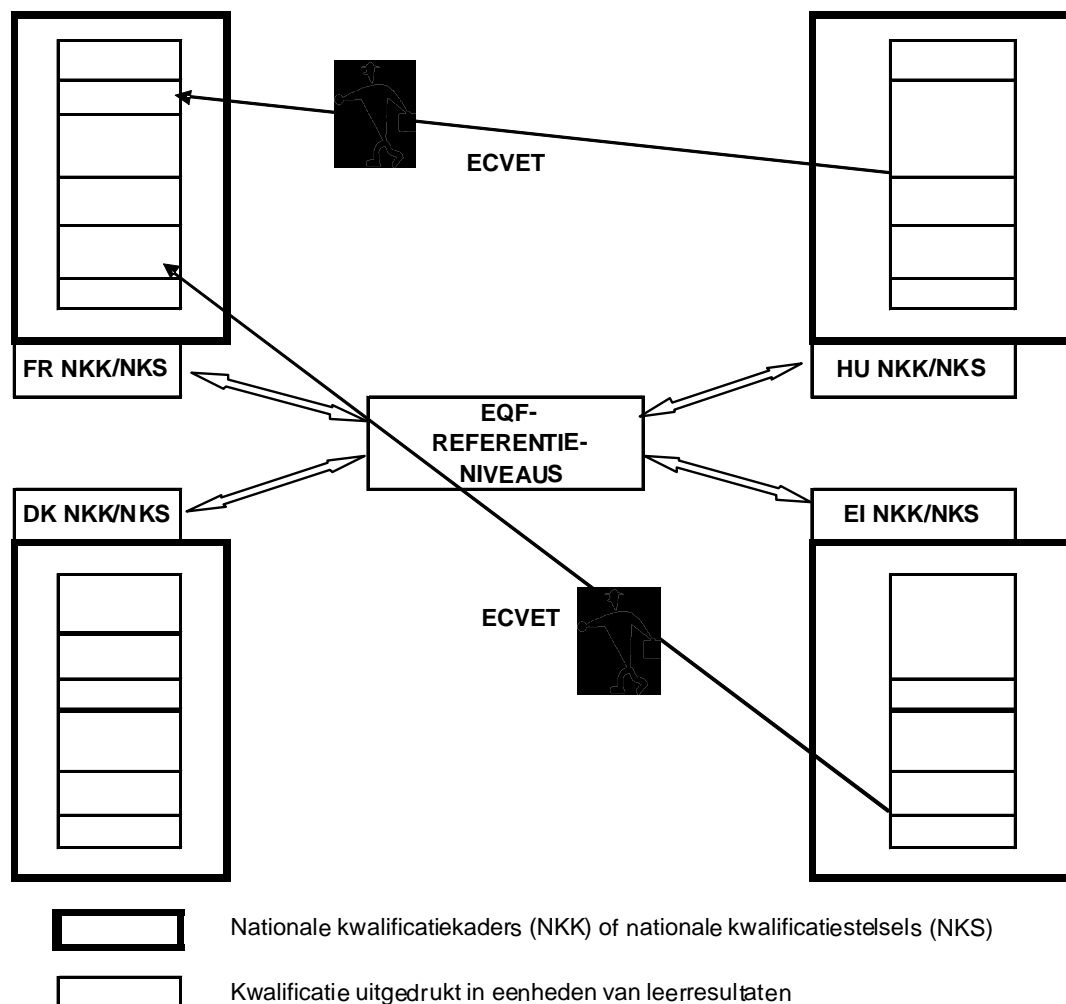 ECVET
FR NKK/NKS
HU NKK/NKS
EQF-
REFERENTIE-
NIVEAUS
DK NKK/NKS
EI NKK/NKS
ECVET
Nationale kwalificatiekaders (NKK) of nationale kwalificatiestelsels (NKS)
Kwalificatie uitgedrukt in eenheden van leerresultaten